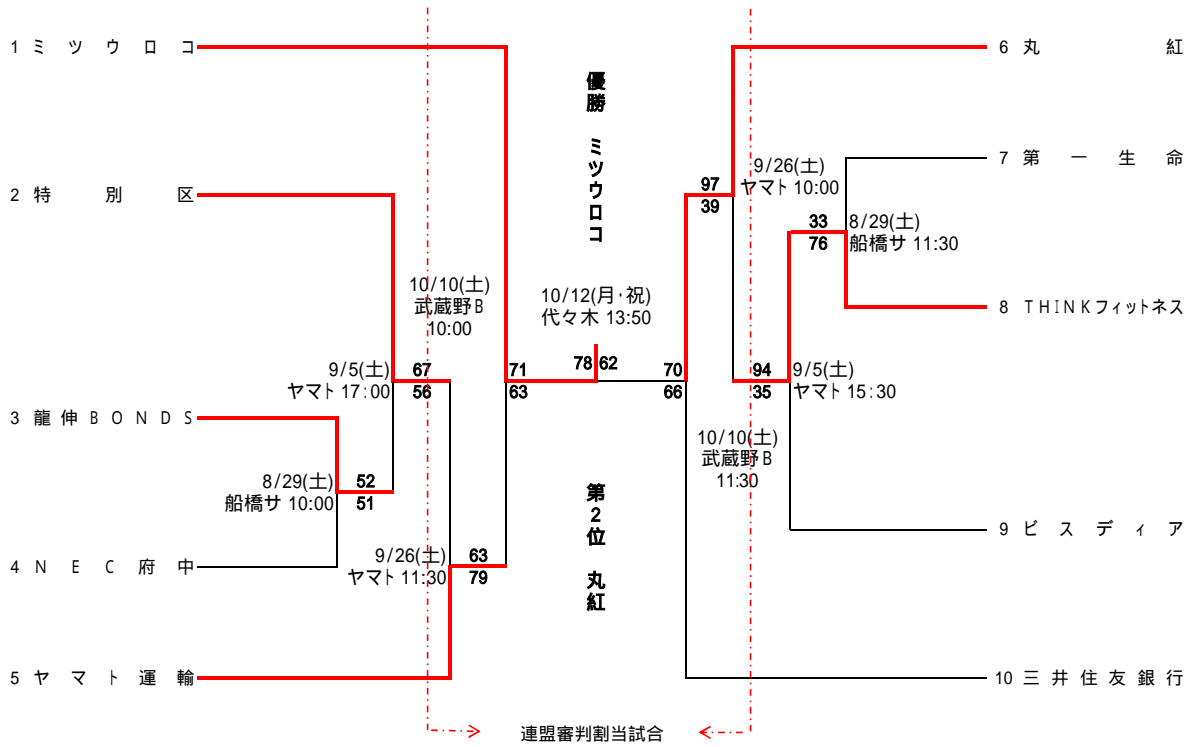 1 ミツウロコ
2 特別区
3 龍伸BONDS
4 NEC府中
5 ヤマト運輸
8/29(土)
船橋サ 10:00
52
51
9/5(土)
ヤマト 17:00
67
56
9/26(土)
ヤマト 11:30
63
79
10/10(土)
武蔵野B
10:00
71
63
優勝 ミツウロコ
10/12(月・祝)
代々木 13:50
78 62
第2位 丸紅
70
66
10/10(土)
武蔵野B
11:30
97
39
9/26(土)
ヤマト 10:00
94
35
9/5(土)
ヤマト 15:30
33
76
8/29(土)
船橋サ 11:30
6 丸紅
7 第一生命
8 THINKフィットネス
9 ビスディア
10 三井住友銀行
連盟審判割当試合